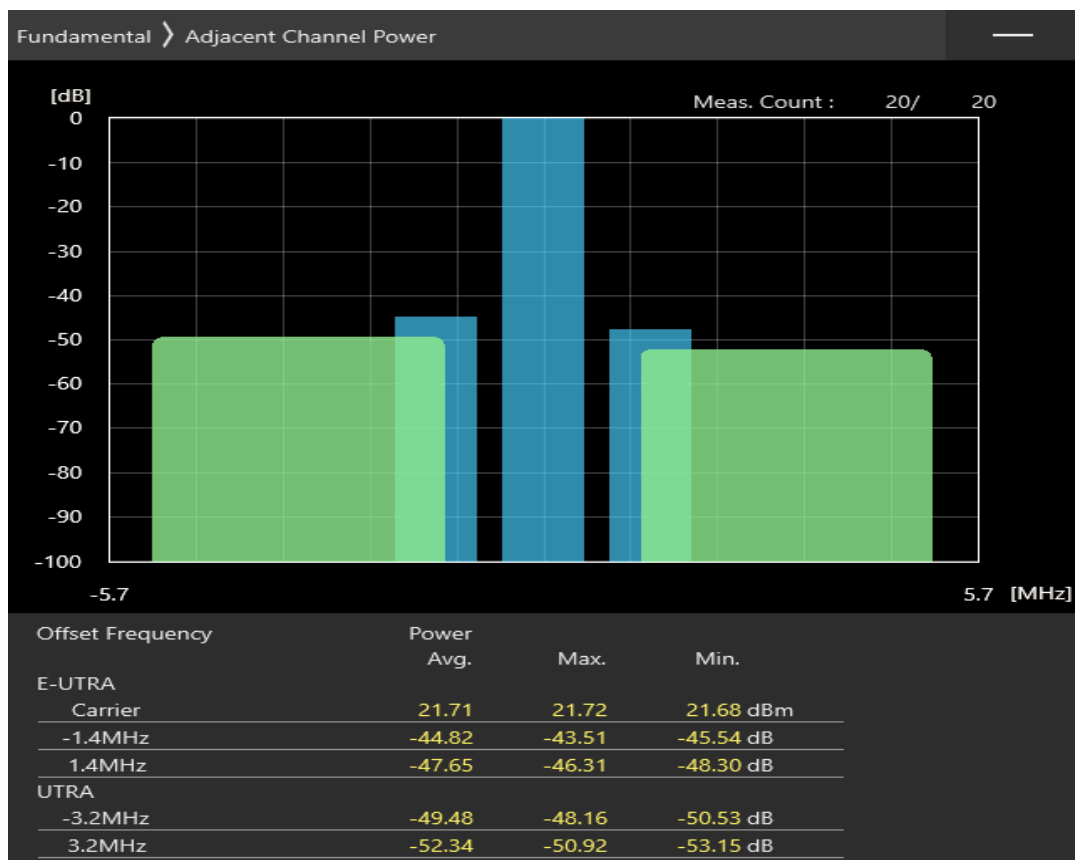 Fundamental 》 Adjacent Channel Power
[dB]
Meas. Count : 20/ 20
0
-10
-20
-30
-40
-50
-60
-70
-80
-90
-100
-5.7 5.7 [MHz]
Offset Frequency Power
Avg. Max. Min.
E-UTRA
Carrier 21.71 21.72 21.68 dBm
-1.4MHz -44.82 -43.51 -45.54 dB
1.4MHz -47.65 -46.31 -48.30 dB
UTRA
-3.2MHz -49.48 -48.16 -50.53 dB
3.2MHz -52.34 -50.92 -53.15 dB